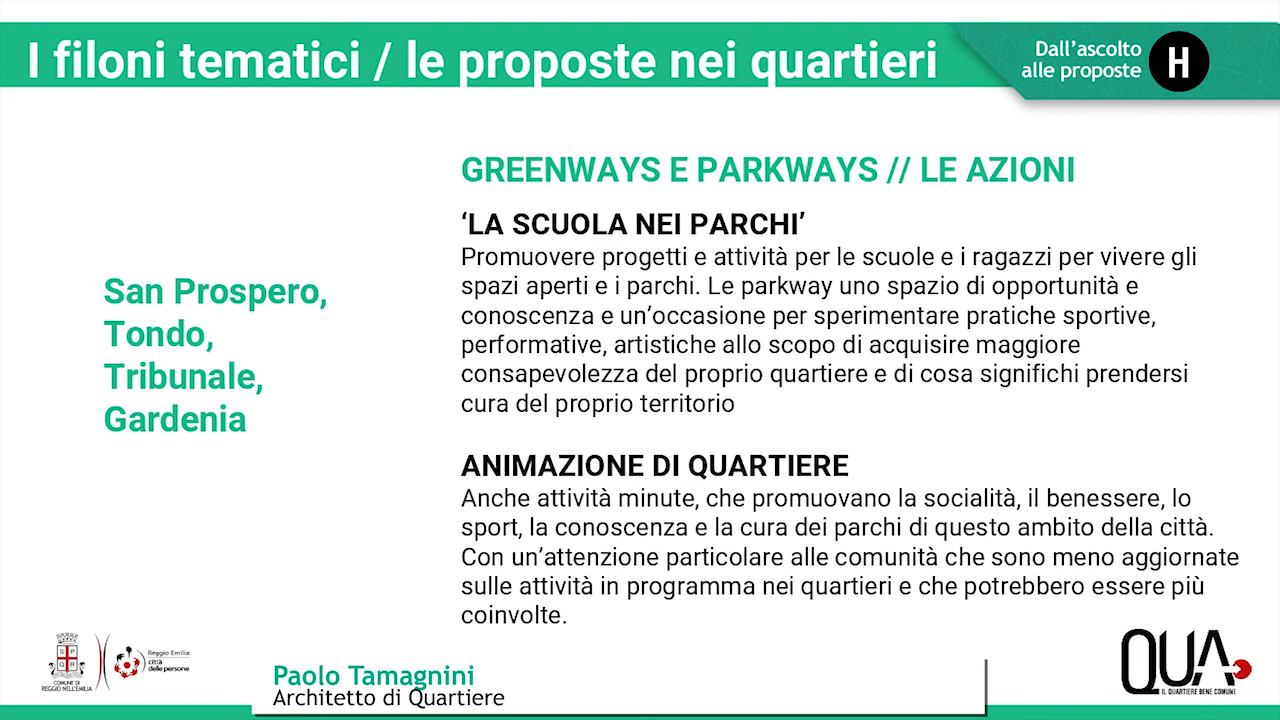 I filoni tematici / le proposte nei quartieri
Dall'ascolto
alle proposte
H
GREENWAYS E PARKWAYS // LE AZIONI
'LA SCUOLA NEI PARCHI'
Promuovere progetti e attività per le scuole e i ragazzi per vivere gli
spazi aperti e i parchi. Le parkway uno spazio di opportunità e
conoscenza e un'occasione per sperimentare pratiche sportive,
performative, artistiche allo scopo di acquisire maggiore
consapevolezza del proprio quartiere e di cosa significhi prendersi
cura del proprio territorio
San Prospero,
Tondo,
Tribunale,
Gardenia
ANIMAZIONE DI QUARTIERE
Anche attività minute, che promuovano la socialità, il benessere, lo
sport, la conoscenza e la cura dei parchi di questo ambito della città.
Con un'attenzione particolare alle comunità che sono meno aggiornate
sulle attività in programma nei quartieri e che potrebbero essere più
coinvolte.
COMUNE DI
REGGIO NELL'EMILIA
Reggio Emilia
città
delle persone
Paolo Tamagnini
Architetto di Quartiere
QUA
IL QUARTIERE BENE COMUNE